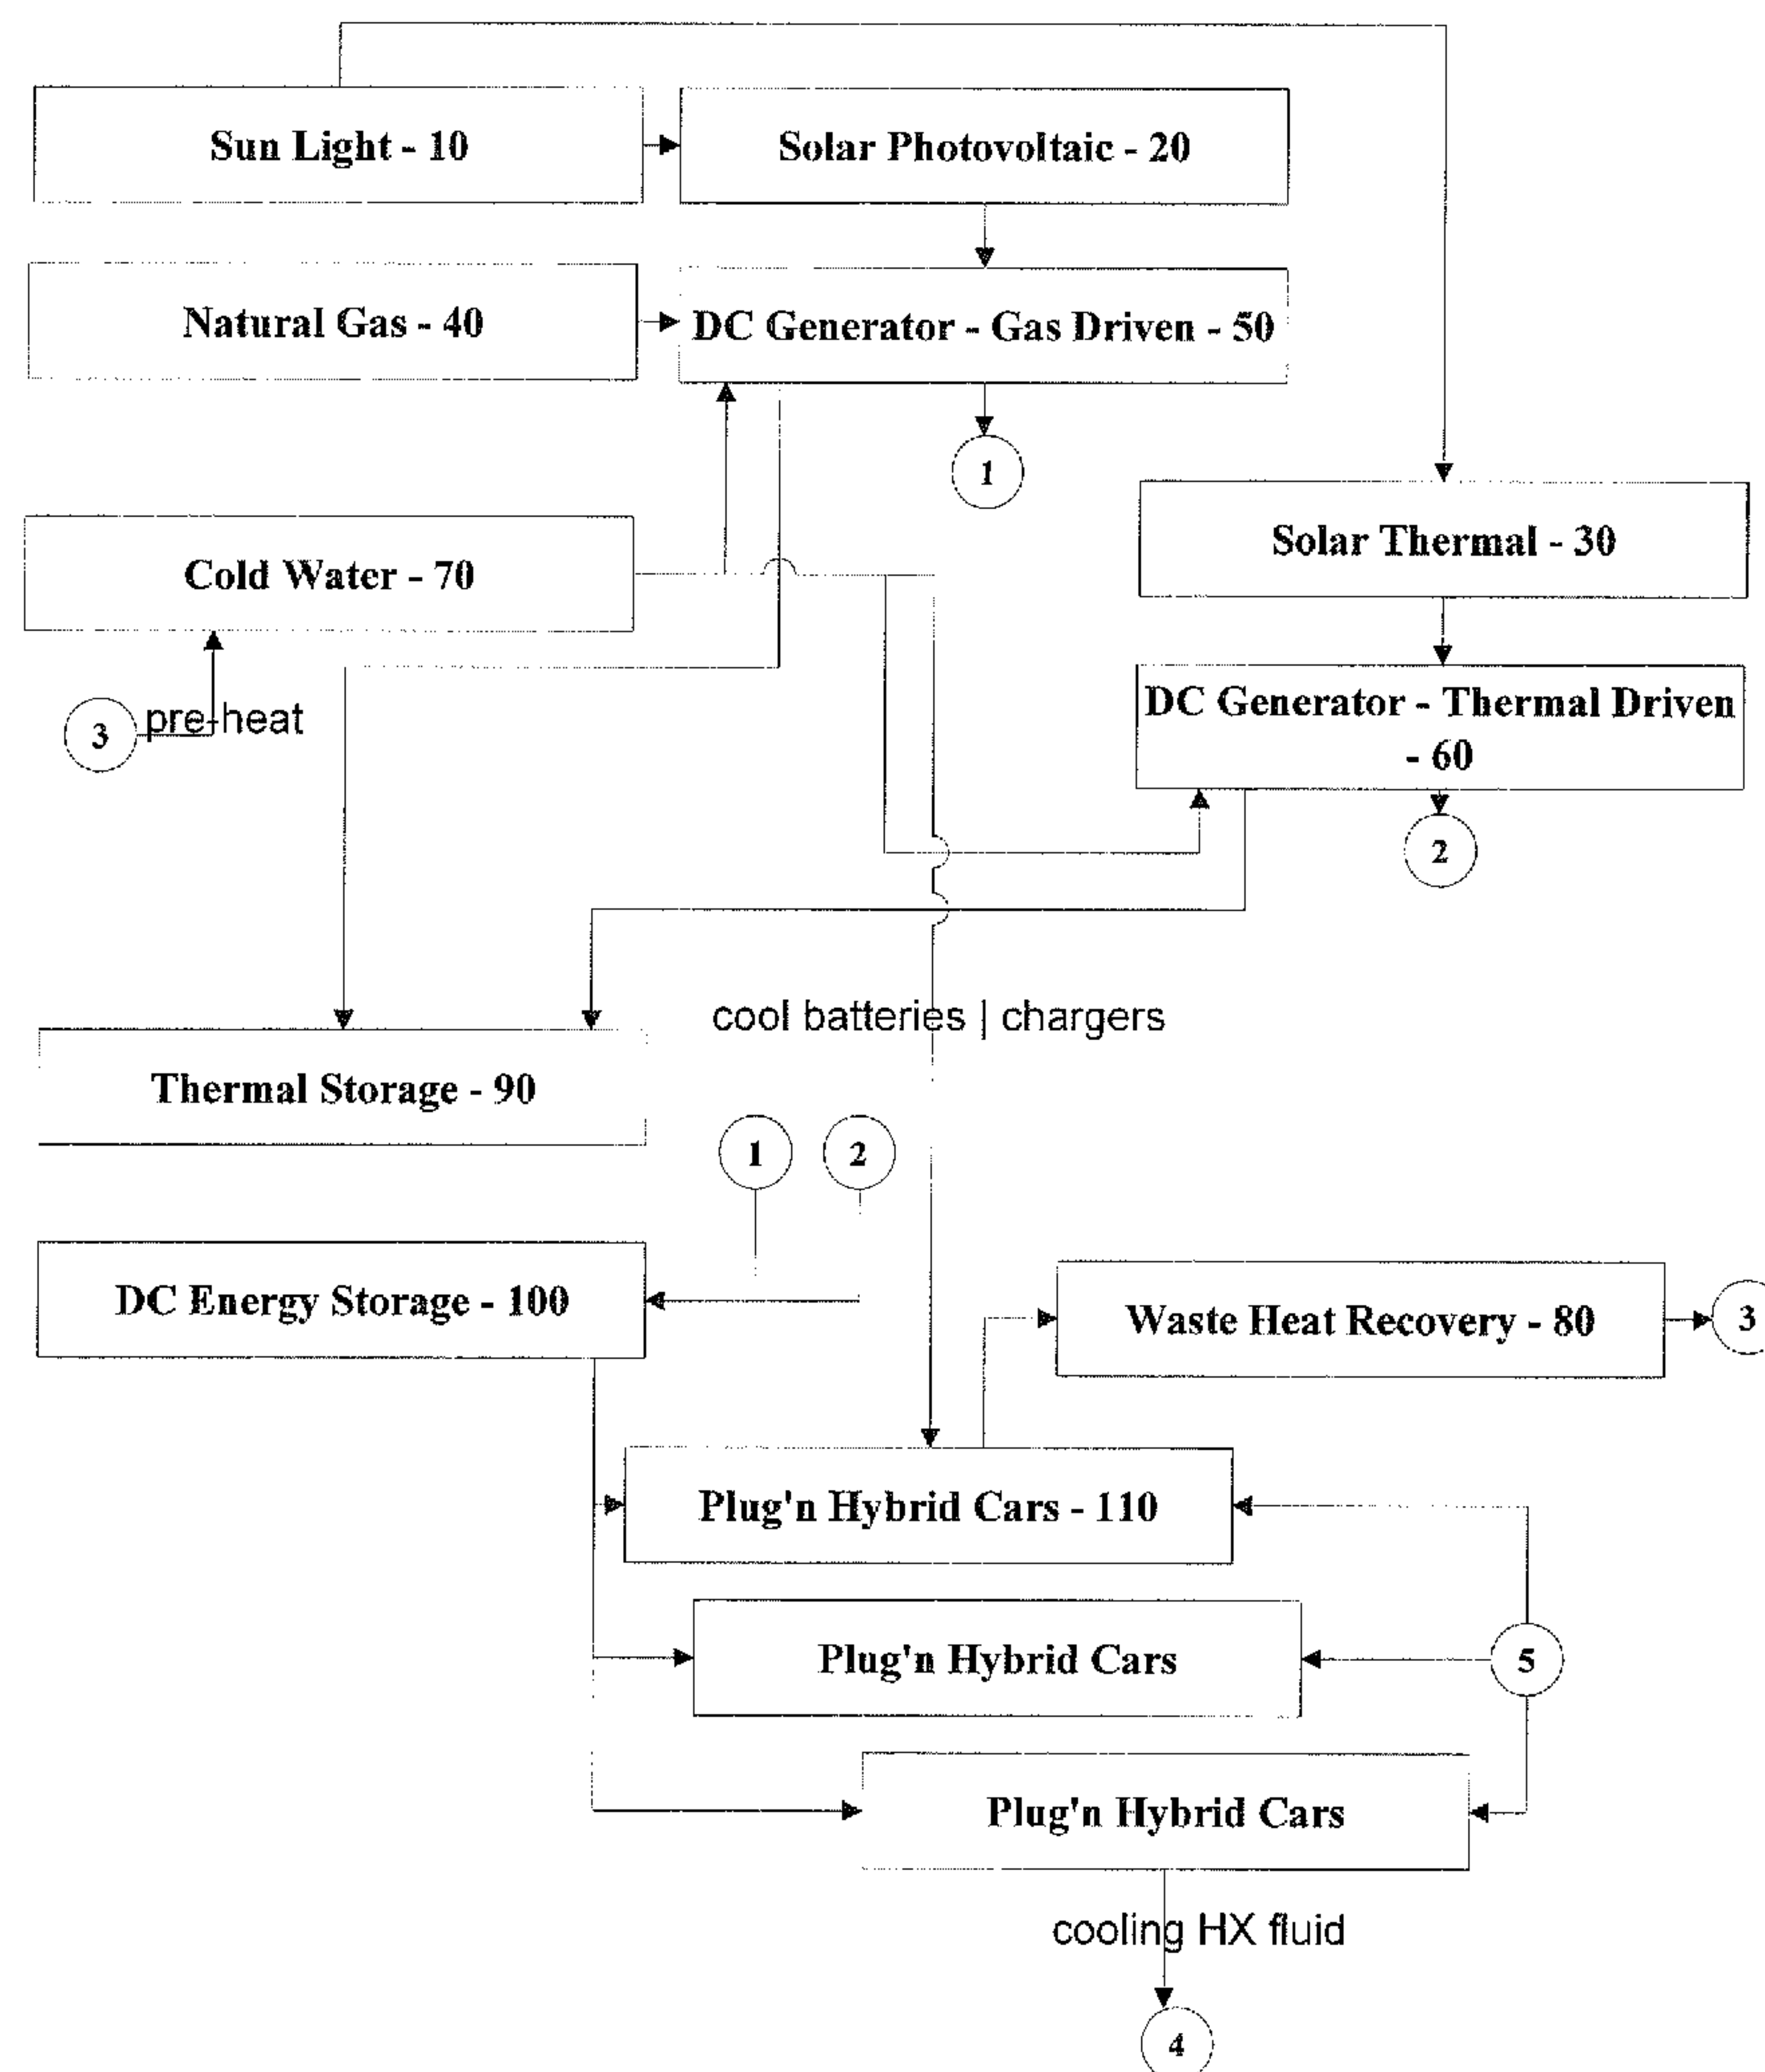 Sun Light - 10
Solar Photovoltaic - 20
Natural Gas - 40
DC Generator - Gas Driven - 50
1
Solar Thermal - 30
Cold Water - 70
3
pre-heat
DC Generator - Thermal Driven
- 60
2
cool batteries | chargers
Thermal Storage - 90
1
2
DC Energy Storage - 100
Waste Heat Recovery - 80
3
Plug'n Hybrid Cars - 110
Plug'n Hybrid Cars
5
Plug'n Hybrid Cars
cooling HX fluid
4